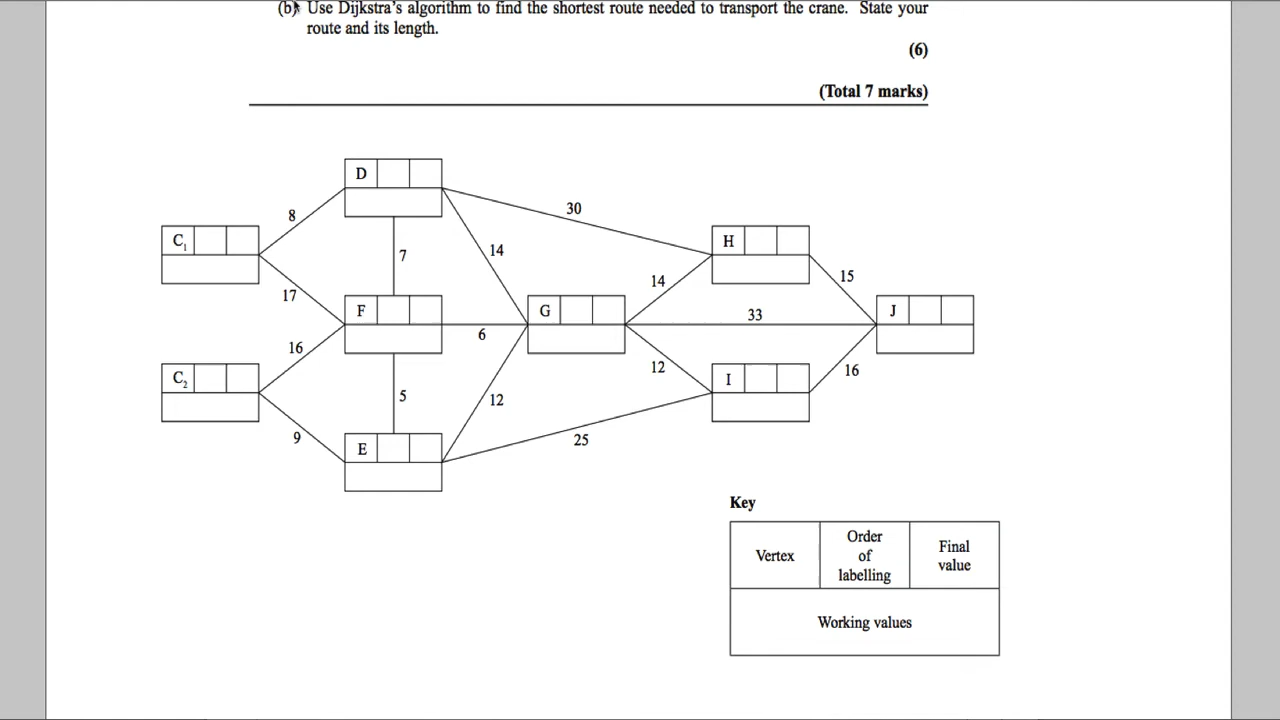 (b) Use Dijkstra's algorithm to find the shortest route needed to transport the crane. State your
route and its length.
(6)
(Total 7 marks)
D
30
8
C1
H
7
14
14
15
17
F
G
33
J
6
16
12
16
C2
I
5
12
9
25
E
Key
Vertex
Order
of
labelling
Final
value
Working values